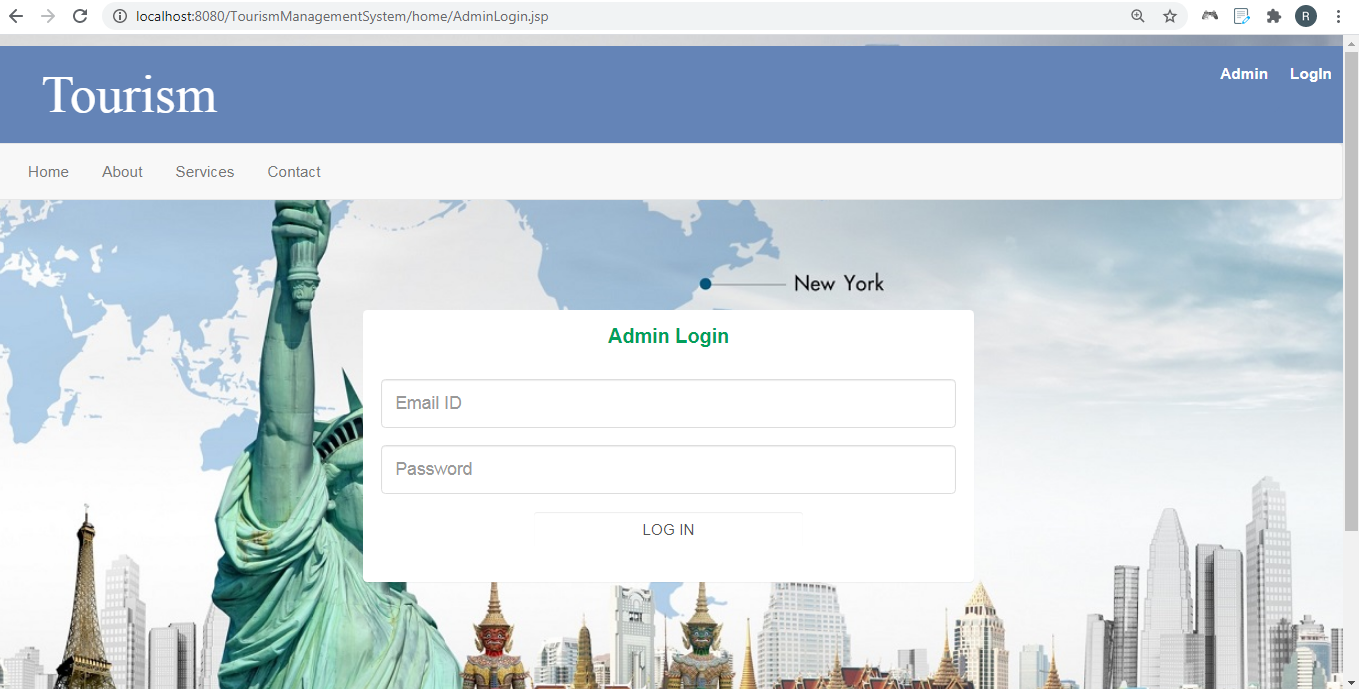 localhost:8080/TourismManagementSystem/home/AdminLogin.jsp
R
Tourism
Admin LogIn
Home About Services Contact
New York
Admin Login
Email ID
Password
LOG IN